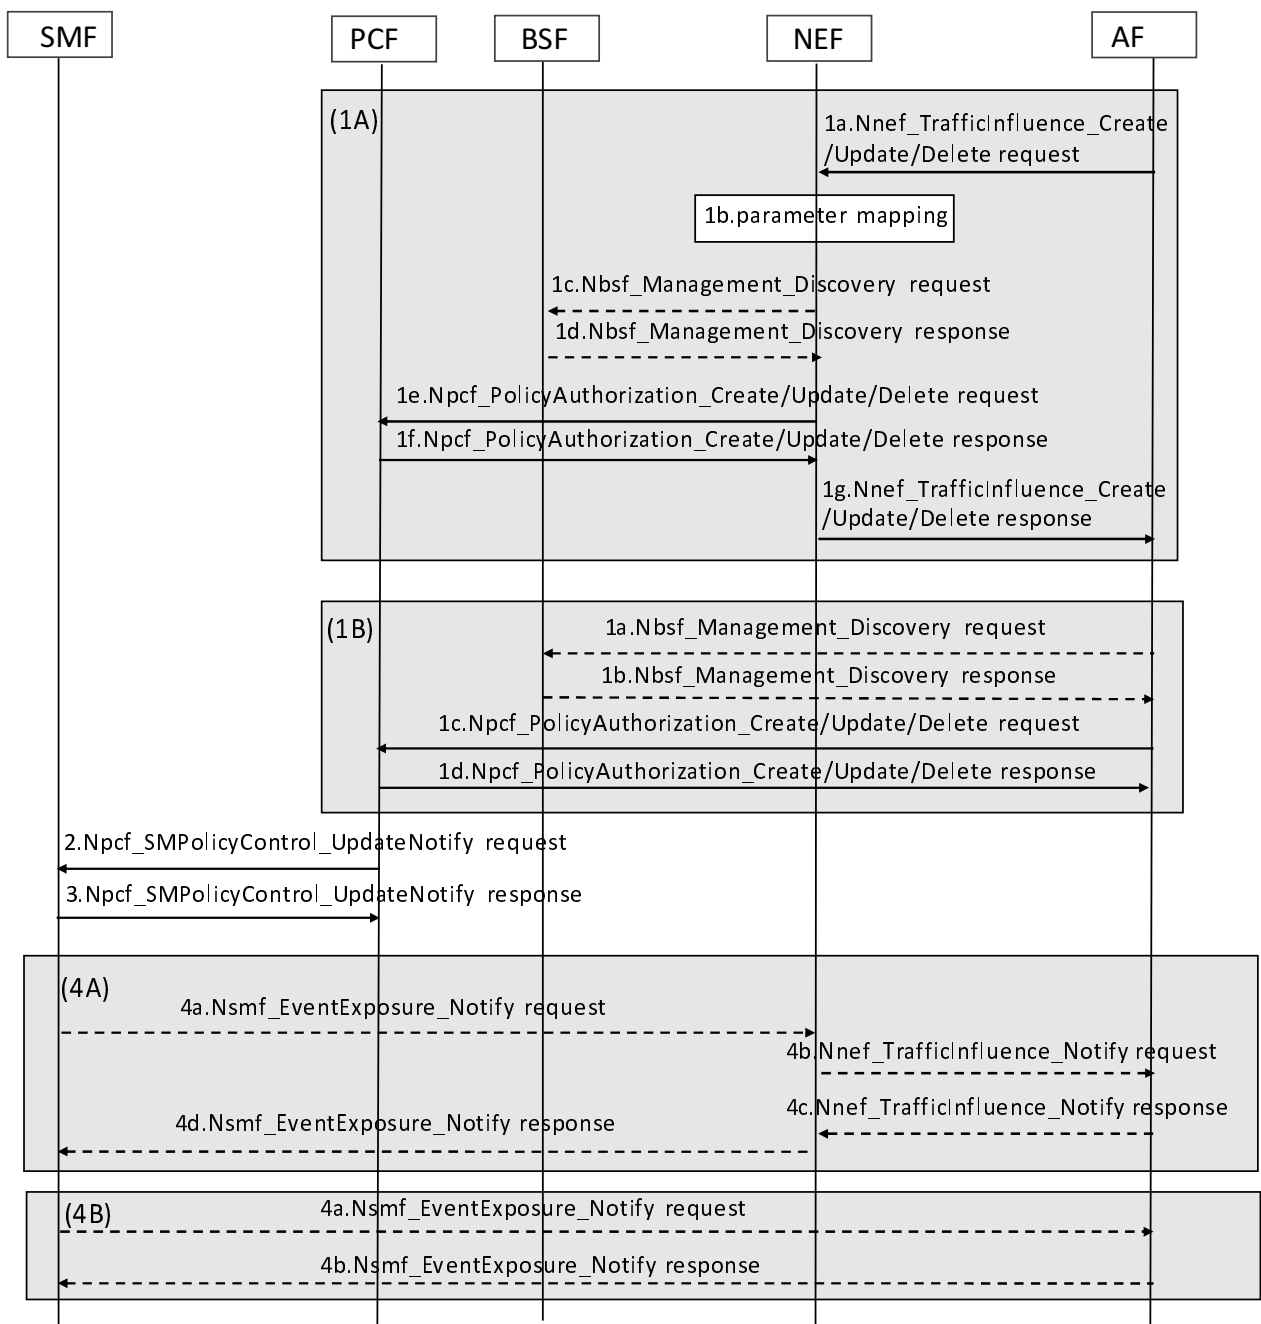 SMF
PCF
BSF
NEF
AF
(1A)
1a.Nnef_TrafficInfluence_Create
/Update/Delete request
1b.parameter mapping
1c.Nbsf_Management_Discovery request
1d.Nbsf_Management_Discovery response
1e.Npcf_PolicyAuthorization_Create/Update/Delete request
1f.Npcf_PolicyAuthorization_Create/Update/Delete response
1g.Nnef_TrafficInfluence_Create
/Update/Delete response
(1B)
1a.Nbsf_Management_Discovery request
1b.Nbsf_Management_Discovery response
1c.Npcf_PolicyAuthorization_Create/Update/Delete request
1d.Npcf_PolicyAuthorization_Create/Update/Delete response
2.Npcf_SMPolicyControl_UpdateNotify request
3.Npcf_SMPolicyControl_UpdateNotify response
(4A)
4a.Nsmf_EventExposure_Notify request
4b.Nnef_TrafficInfluence_Notify request
4c.Nnef_TrafficInfluence_Notify response
4d.Nsmf_EventExposure_Notify response
(4B)
4a.Nsmf_EventExposure_Notify request
4b.Nsmf_EventExposure_Notify response